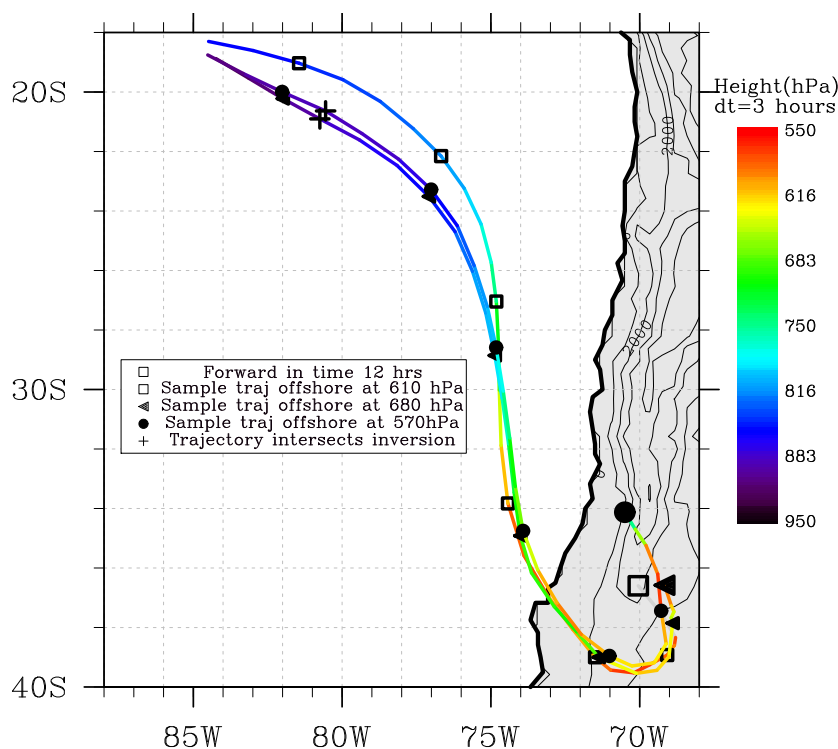 20S
30S
40S
85W
80W
75W
70W
2000
2000
0
0
Forward in time 12 hrs
Sample traj offshore at 610 hPa
Sample traj offshore at 680 hPa
Sample traj offshore at 570hPa
Trajectory intersects inversion
Height(hPa)
dt=3 hours
550
616
683
750
816
883
950